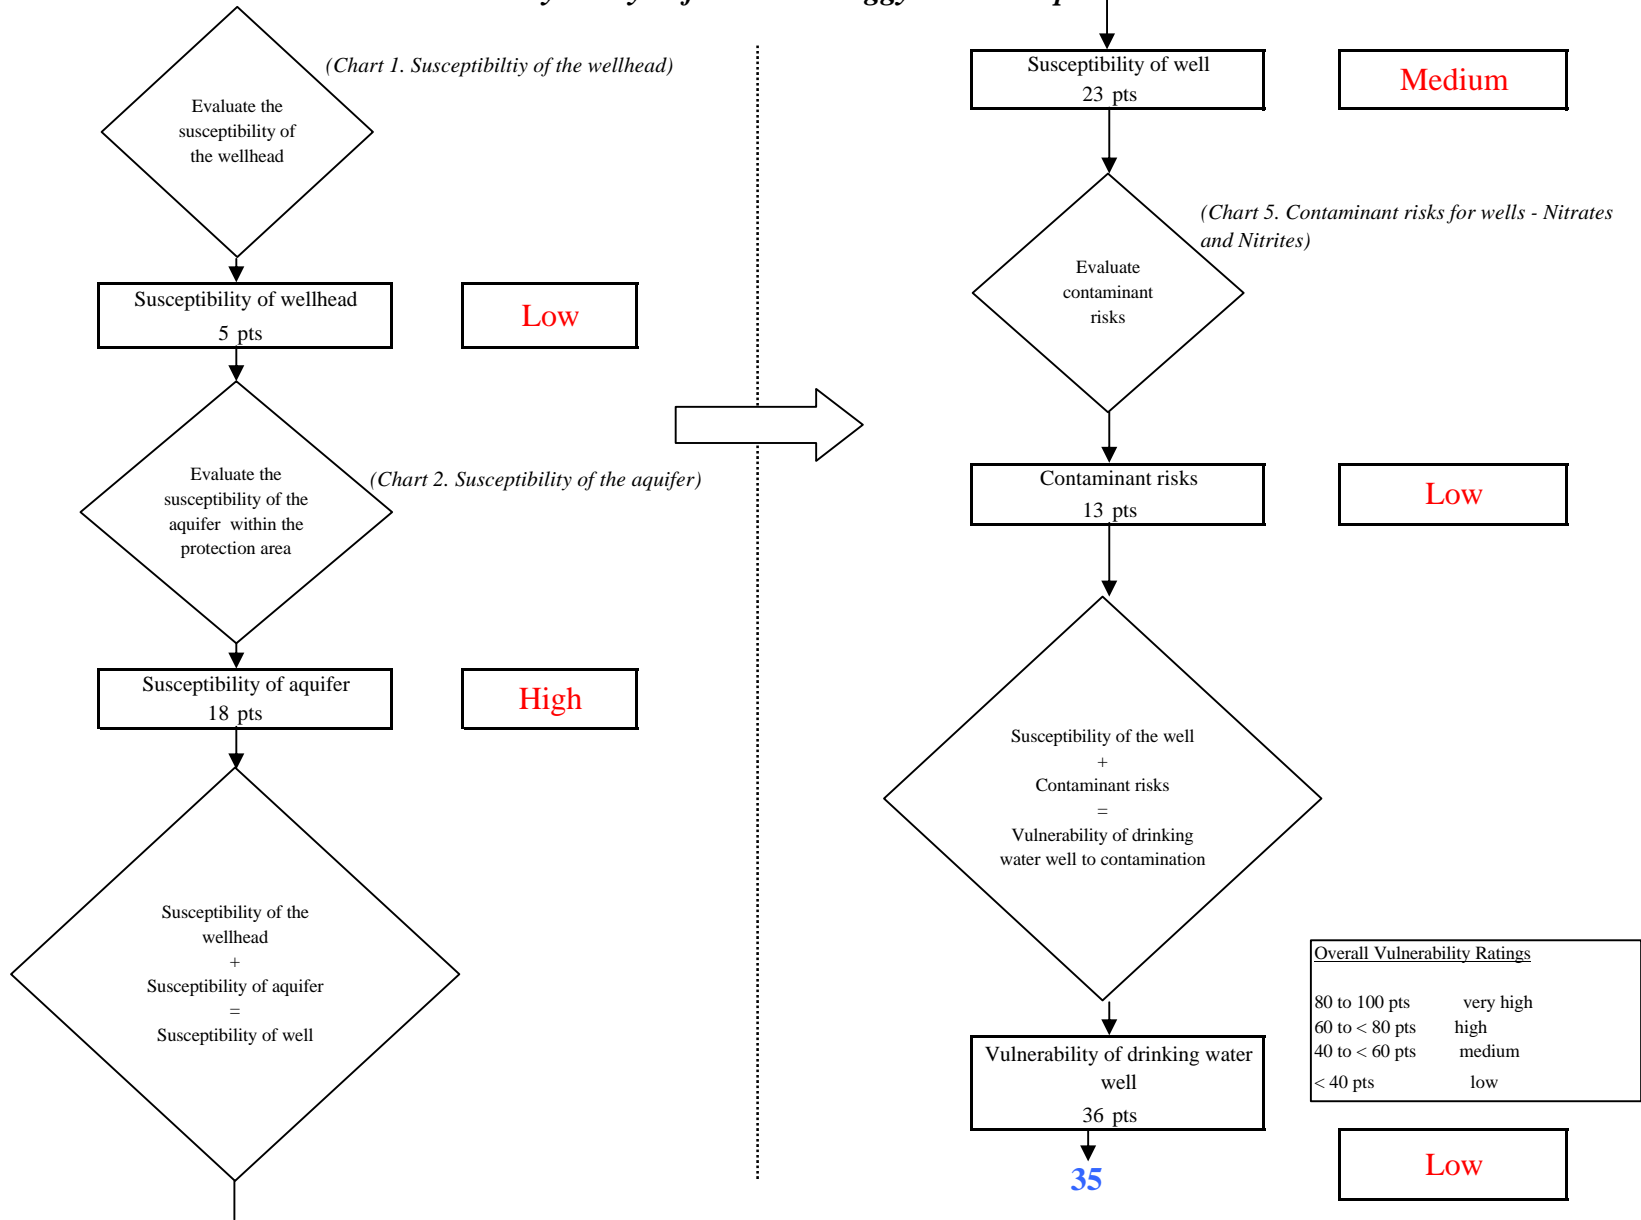 (Chart 1. Susceptibiltiy of the wellhead)
Evaluate the
susceptibility of
the wellhead
Susceptibility of wellhead
5 pts
Low
Evaluate the
susceptibility of the
aquifer within the
protection area
(Chart 2. Susceptibility of the aquifer)
Susceptibility of aquifer
18 pts
High
Susceptibility of the
wellhead
+
Susceptibility of aquifer
=
Susceptibility of well
Susceptibility of well
23 pts
Medium
(Chart 5. Contaminant risks for wells - Nitrates
and Nitrites)
Evaluate
contaminant
risks
Contaminant risks
13 pts
Low
Susceptibility of the well
+
Contaminant risks
=
Vulnerability of drinking
water well to contamination
Overall Vulnerability Ratings
80 to 100 pts very high
60 to < 80 pts high
40 to < 60 pts medium
< 40 pts low
Vulnerability of drinking water
well
36 pts
35
Low